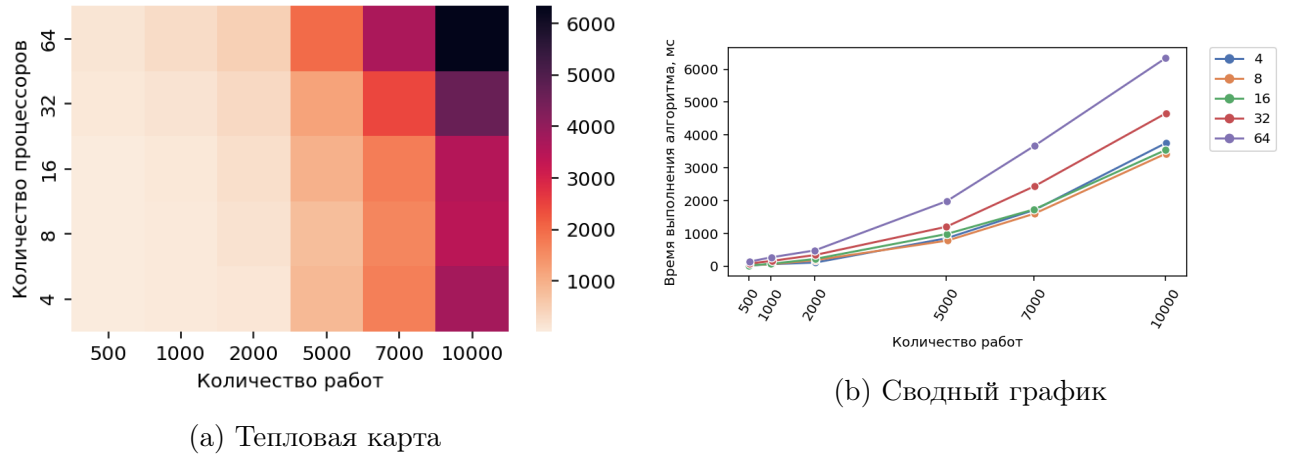 Количество процессоров
64
32
16
8
4
500 1000 2000 5000 7000 10000
Количество работ
6000
5000
4000
3000
2000
1000
(a) Тепловая карта
Время выполнения алгоритма, мс
6000
5000
4000
3000
2000
1000
0
500 1000 2000 5000 7000 10000
Количество работ
4
8
16
32
64
(b) Сводный график